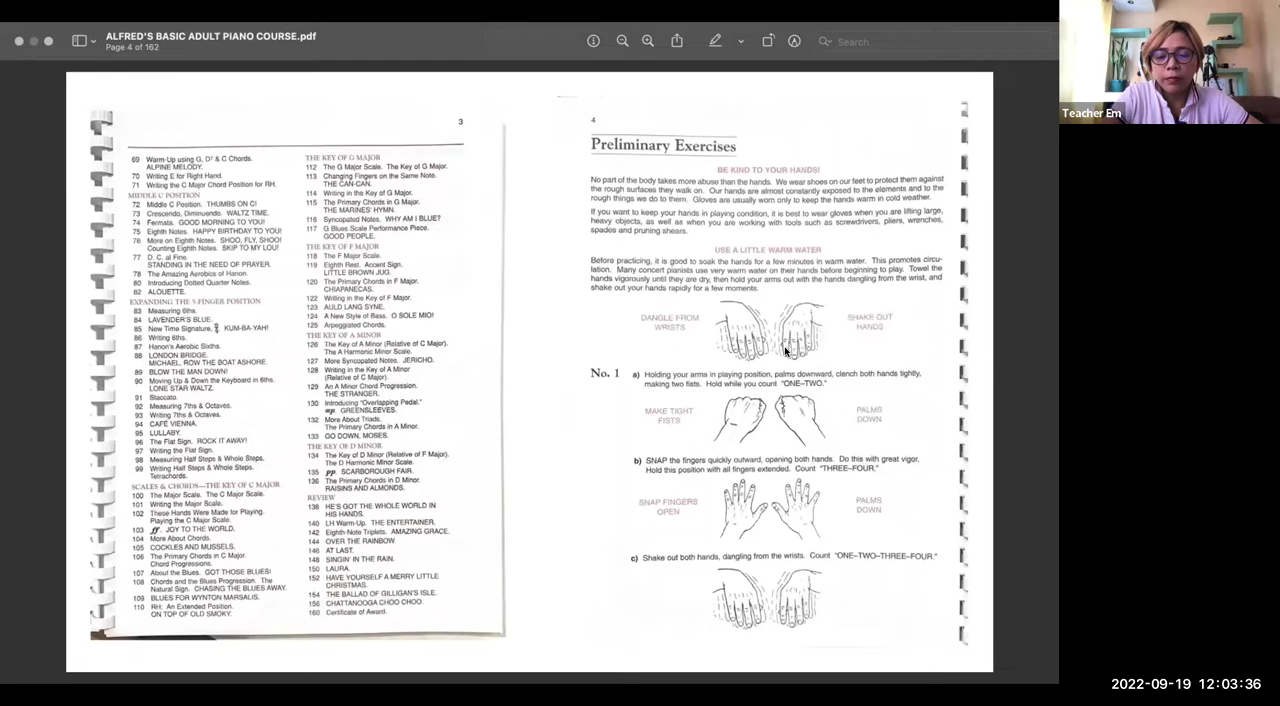 ALFRED'S BASIC ADULT PIANO COURSE.pdf
Page 4 of 162
Search
Teacher Em
3
69 Warm-Up using G, D7 & C Chords.
ALPINE MELODY.
70 Writing E for Right Hand.
71 Writing the C Major Chord Position for RH.
MIDDLE C POSITION
72 Middle C Position. THUMBS ON C!
73 Crescendo, Diminuendo. WALTZ TIME.
74 Fermata. GOOD MORNING TO YOU!
75 Eighth Notes. HAPPY BIRTHDAY TO YOU!
76 More on Eighth Notes. SHOO, FLY, SHOO!
Counting Eighth Notes. SKIP TO MY LOU!
77 D. C. al Fine.
STANDING IN THE NEED OF PRAYER.
78 The Amazing Aerobics of Hanon.
80 Introducing Dotted Quarter Notes.
82 ALOUETTE.
EXPANDING THE 5-FINGER POSITION
83 Measuring 6ths.
84 LAVENDER'S BLUE.
85 New Time Signature, KUM-BA-YAH!
86 Writing 6ths.
87 Hanon's Aerobic Sixths.
88 LONDON BRIDGE.
MICHAEL, ROW THE BOAT ASHORE.
89 BLOW THE MAN DOWN!
90 Moving Up & Down the Keyboard in 6ths.
LONE STAR WALTZ.
91 Staccato.
92 Measuring 7ths & Octaves.
93 Writing 7ths & Octaves.
94 CAFÉ VIENNA.
95 LULLABY.
96 The Flat Sign. ROCK IT AWAY!
97 Writing the Flat Sign.
98 Measuring Half Steps & Whole Steps.
99 Writing Half Steps & Whole Steps.
Tetrachords.
SCALES & CHORDS—THE KEY OF C MAJOR
100 The Major Scale. The C Major Scale.
101 Writing the Major Scale.
102 These Hands Were Made for Playing.
Playing the C Major Scale.
103 ff. JOY TO THE WORLD.
104 More About Chords.
105 COCKLES AND MUSSELS.
106 The Primary Chords in C Major.
Chord Progressions.
107 About the Blues. GOT THOSE BLUES!
108 Chords and the Blues Progression. The
Natural Sign. CHASING THE BLUES AWAY.
109 BLUES FOR WYNTON MARSALIS.
110 RH: An Extended Position.
ON TOP OF OLD SMOKY.
THE KEY OF G MAJOR
112 The G Major Scale. The Key of G Major.
113 Changing Fingers on the Same Note.
THE CAN-CAN.
114 Writing in the Key of G Major.
115 The Primary Chords in G Major.
THE MARINES' HYMN.
116 Syncopated Notes. WHY AM I BLUE?
117 G Blues Scale Performance Piece.
GOOD PEOPLE.
THE KEY OF F MAJOR
118 The F Major Scale.
119 Eighth Rest. Accent Sign.
LITTLE BROWN JUG.
120 The Primary Chords in F Major.
CHIAPANECAS.
122 Writing in the Key of F Major.
123 AULD LANG SYNE.
124 A New Style of Bass. O SOLE MIO!
125 Arpeggiated Chords.
THE KEY OF A MINOR
126 The Key of A Minor (Relative of C Major).
The A Harmonic Minor Scale.
127 More Syncopated Notes. JERICHO.
128 Writing in the Key of A Minor
(Relative of C Major).
129 An A Minor Chord Progression.
THE STRANGER.
130 Introducing "Overlapping Pedal."
mp. GREENSLEEVES.
132 More About Triads.
The Primary Chords in A Minor.
133 GO DOWN, MOSES.
THE KEY OF D MINOR
134 The Key of D Minor (Relative of F Major).
The D Harmonic Minor Scale.
135 pp. SCARBOROUGH FAIR.
136 The Primary Chords in D Minor.
RAISINS AND ALMONDS.
REVIEW
138 HE'S GOT THE WHOLE WORLD IN
HIS HANDS.
140 LH Warm-Up. THE ENTERTAINER.
142 Eighth-Note Triplets. AMAZING GRACE.
144 OVER THE RAINBOW.
146 AT LAST.
148 SINGIN' IN THE RAIN.
150 LAURA.
152 HAVE YOURSELF A MERRY LITTLE
CHRISTMAS.
154 THE BALLAD OF GILLIGAN'S ISLE.
156 CHATTANOOGA CHOO CHOO.
160 Certificate of Award.
4
Preliminary Exercises
BE KIND TO YOUR HANDS!
No part of the body takes more abuse than the hands. We wear shoes on our feet to protect them against
the rough surfaces they walk on. Our hands are almost constantly exposed to the elements and to the
rough things we do to them. Gloves are usually worn only to keep the hands warm in cold weather.
If you want to keep your hands in playing condition, it is best to wear gloves when you are lifting large,
heavy objects, as well as when you are working with tools such as screwdrivers, pliers, wrenches,
spades and pruning shears.
USE A LITTLE WARM WATER
Before practicing, it is good to soak the hands for a few minutes in warm water. This promotes circu-
lation. Many concert pianists use very warm water on their hands before beginning to play. Towel the
hands vigorously until they are dry, then hold your arms out with the hands dangling from the wrist, and
shake out your hands rapidly for a few moments.
DANGLE FROM
WRISTS
SHAKE OUT
HANDS
No. 1 a) Holding your arms in playing position, palms downward, clench both hands tightly,
making two fists. Hold while you count "ONE–TWO."
MAKE TIGHT
FISTS
PALMS
DOWN
b) SNAP the fingers quickly outward, opening both hands. Do this with great vigor.
Hold this position with all fingers extended. Count "THREE–FOUR."
SNAP FINGERS
OPEN
PALMS
DOWN
c) Shake out both hands, dangling from the wrists. Count "ONE–TWO–THREE–FOUR."
2022-09-19 12:03:36